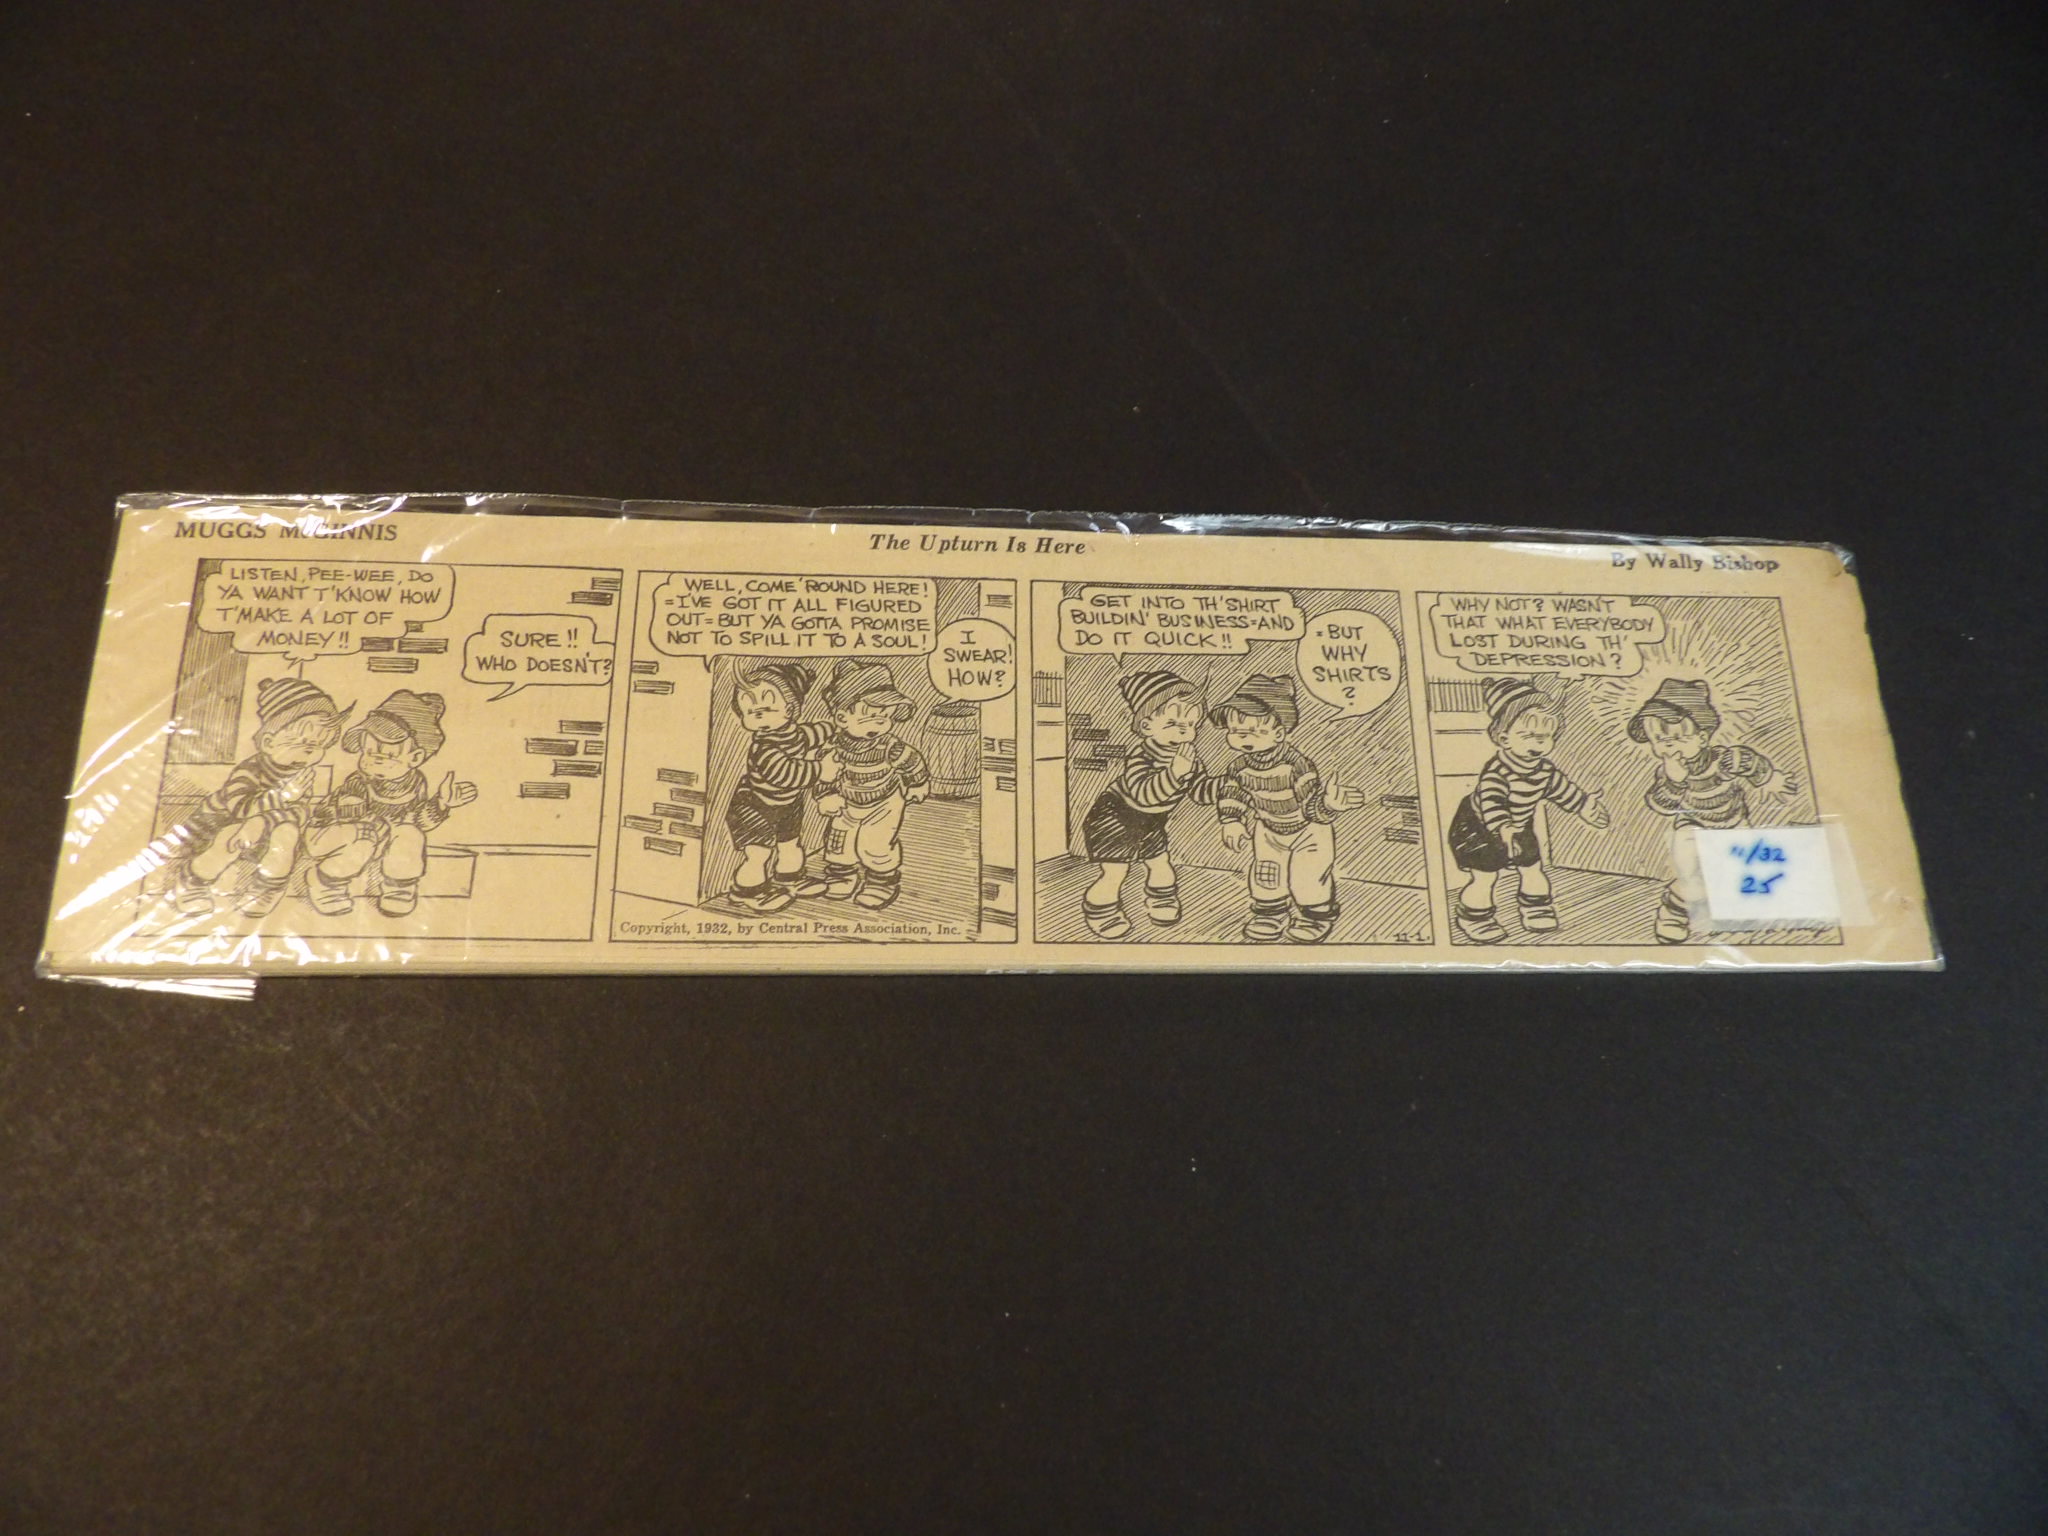 MUGGS McGINNIS
The Upturn Is Here
By Wally Bishop
LISTEN, PEE-WEE, DO
YA WANT T'KNOW HOW
T'MAKE A LOT OF
MONEY!!
SURE!!
WHO DOESN'T?
WELL, COME 'ROUND HERE!
=I'VE GOT IT ALL FIGURED
OUT=BUT YA GOTTA PROMISE
NOT TO SPILL IT TO A SOUL!
I
SWEAR!
HOW?
Copyright, 1932, by Central Press Association, Inc.
GET INTO TH' SHIRT
BUILDIN' BUSINESS=AND
DO IT QUICK!!
=BUT
WHY
SHIRTS
?
11-1.
WHY NOT? WASN'T
THAT WHAT EVERYBODY
LOST DURING TH'
DEPRESSION?
11/32
25